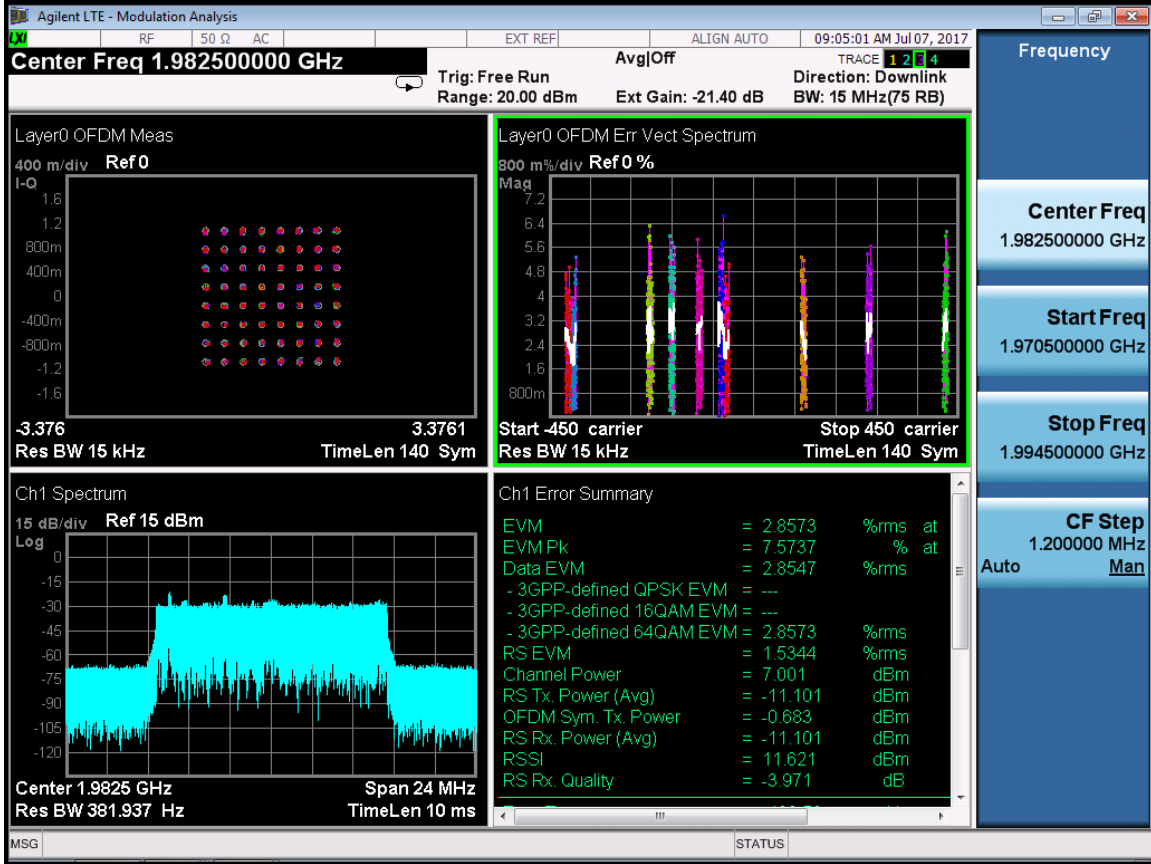 Agilent LTE - Modulation Analysis
LXI RF 50 Ω AC EXT REF ALIGN AUTO 09:05:01 AM Jul 07, 2017
Center Freq 1.982500000 GHz
Avg|Off
TRACE 1 2 3 4
Trig: Free Run
Direction: Downlink
Range: 20.00 dBm Ext Gain: -21.40 dB BW: 15 MHz(75 RB)
Layer0 OFDM Meas
400 m/div Ref 0
I-Q
1.6
1.2
800m
400m
0
-400m
-800m
-1.2
-1.6
-3.376 3.3761
Res BW 15 kHz TimeLen 140 Sym
Layer0 OFDM Err Vect Spectrum
800 m%/div Ref 0 %
Mag
7.2
6.4
5.6
4.8
4
3.2
2.4
1.6
800m
Start -450 carrier Stop 450 carrier
Res BW 15 kHz TimeLen 140 Sym
Ch1 Spectrum
15 dB/div Ref 15 dBm
Log
0
-15
-30
-45
-60
-75
-90
-105
-120
Center 1.9825 GHz Span 24 MHz
Res BW 381.937 Hz TimeLen 10 ms
Ch1 Error Summary
EVM = 2.8573 %rms at
EVM Pk = 7.5737 % at
Data EVM = 2.8547 %rms
- 3GPP-defined QPSK EVM = ---
- 3GPP-defined 16QAM EVM = ---
- 3GPP-defined 64QAM EVM = 2.8573 %rms
RS EVM = 1.5344 %rms
Channel Power = 7.001 dBm
RS Tx. Power (Avg) = -11.101 dBm
OFDM Sym. Tx. Power = -0.683 dBm
RS Rx. Power (Avg) = -11.101 dBm
RSSI = 11.621 dBm
RS Rx. Quality = -3.971 dB
Frequency
Center Freq
1.982500000 GHz
Start Freq
1.970500000 GHz
Stop Freq
1.994500000 GHz
CF Step
1.200000 MHz
Auto Man
MSG STATUS